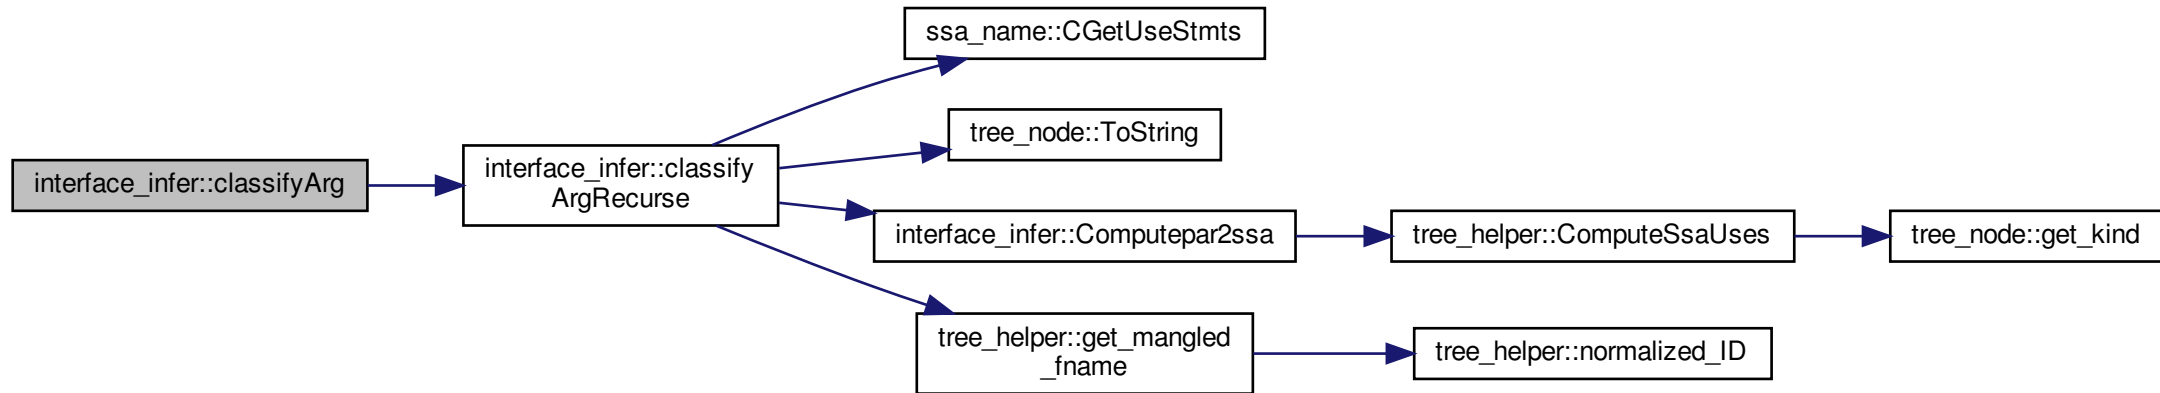 ssa_name::CGetUseStmts
tree_node::ToString
interface_infer::classifyArg
interface_infer::classify
ArgRecurse
interface_infer::Computepar2ssa
tree_helper::ComputeSsaUses
tree_node::get_kind
tree_helper::get_mangled
_fname
tree_helper::normalized_ID